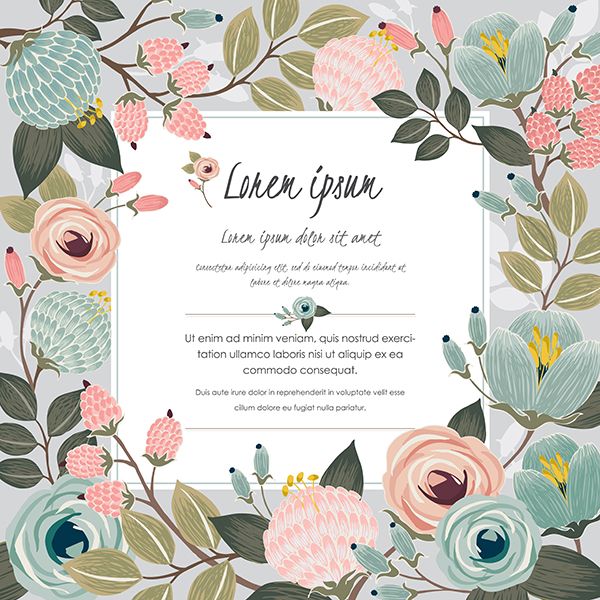 Lorem ipsum
Lorem ipsum dolor sit amet
Consectetur adipisicing elit, sed do eiusmod tempor incididunt ut
labore et dolore magna aliqua.
Ut enim ad minim veniam, quis nostrud exerci-
tation ullamco laboris nisi ut aliquip ex ea
commodo consequat.
Duis aute irure dolor in reprehenderit in voluptate velit esse
cillum dolore eu fugiat nulla pariatur.